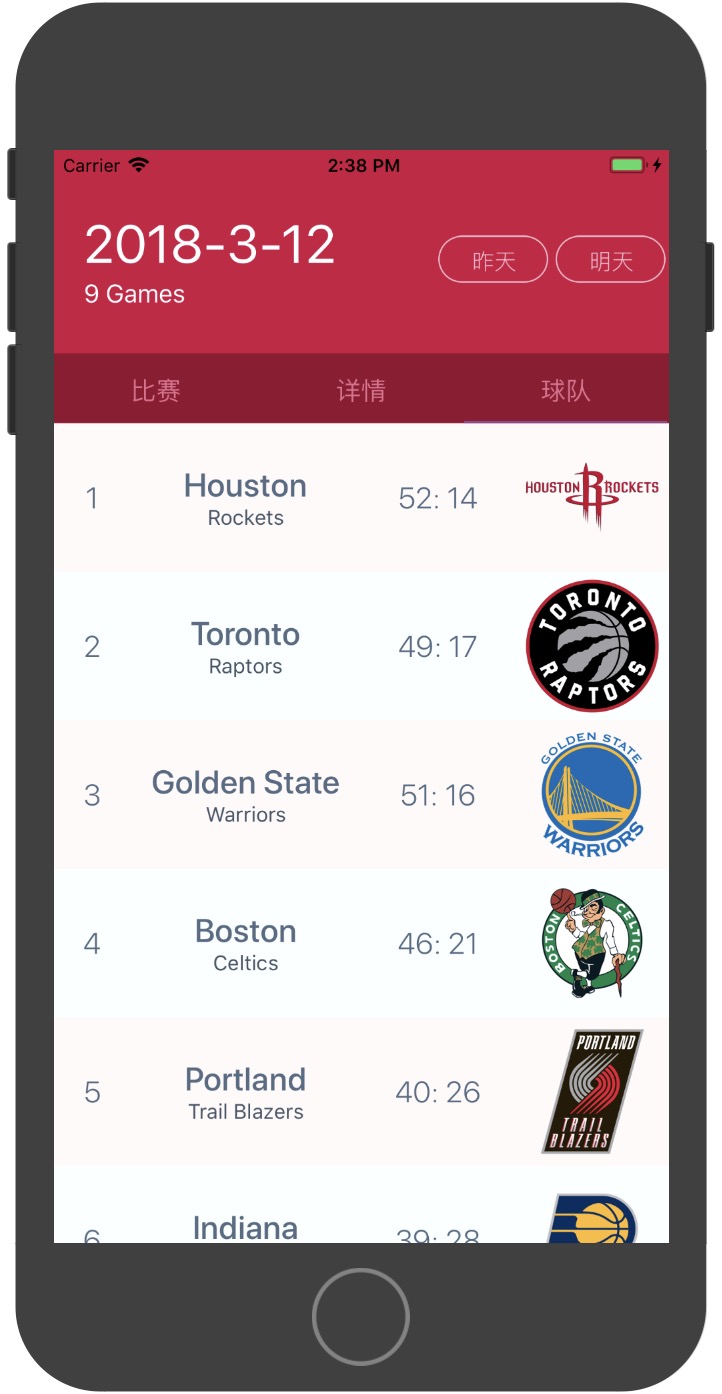 Carrier 2:38 PM
2018-3-12
9 Games
昨天 明天
比赛 详情 球队
1 Houston 52: 14
Rockets
HOUSTON ROCKETS
2 Toronto 49: 17
Raptors
TORONTO RAPTORS
3 Golden State 51: 16
Warriors
GOLDEN STATE WARRIORS
4 Boston 46: 21
Celtics
BOSTON CELTICS
5 Portland 40: 26
Trail Blazers
PORTLAND
TRAIL
BLAZERS
6 Indiana 39: 28